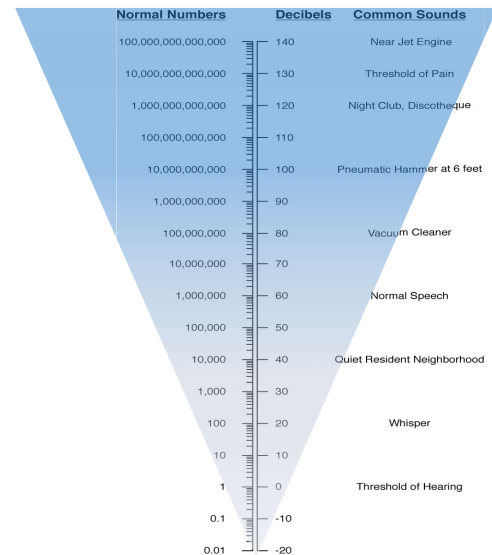 Normal Numbers Decibels Common Sounds
100,000,000,000,000 140 Near Jet Engine
10,000,000,000,000 130 Threshold of Pain
1,000,000,000,000 120 Night Club, Discotheque
100,000,000,000 110
10,000,000,000 100 Pneumatic Hammer at 6 feet
1,000,000,000 90
100,000,000 80 Vacuum Cleaner
10,000,000 70
1,000,000 60 Normal Speech
100,000 50
10,000 40 Quiet Resident Neighborhood
1,000 30
100 20 Whisper
10 10
1 0 Threshold of Hearing
0.1 -10
0.01 -20